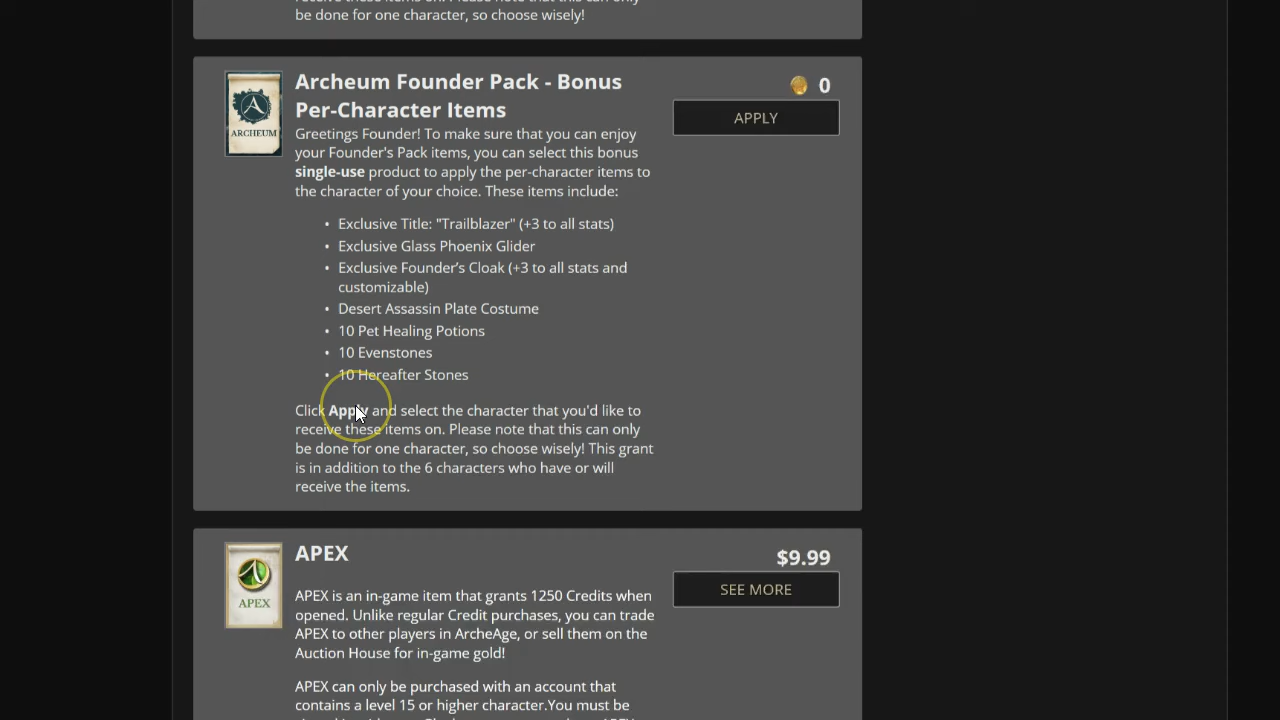 be done for one character, so choose wisely!
Archeum Founder Pack - Bonus
Per-Character Items
0
APPLY
ARCHEUM
Greetings Founder! To make sure that you can enjoy
your Founder's Pack items, you can select this bonus
single-use product to apply the per-character items to
the character of your choice. These items include:
• Exclusive Title: "Trailblazer" (+3 to all stats)
• Exclusive Glass Phoenix Glider
• Exclusive Founder’s Cloak (+3 to all stats and
customizable)
• Desert Assassin Plate Costume
• 10 Pet Healing Potions
• 10 Evenstones
• 10 Hereafter Stones
Click Apply and select the character that you'd like to
receive these items on. Please note that this can only
be done for one character, so choose wisely! This grant
is in addition to the 6 characters who have or will
receive the items.
APEX
$9.99
SEE MORE
APEX
APEX is an in-game item that grants 1250 Credits when
opened. Unlike regular Credit purchases, you can trade
APEX to other players in ArcheAge, or sell them on the
Auction House for in-game gold!
APEX can only be purchased with an account that
contains a level 15 or higher character.You must be